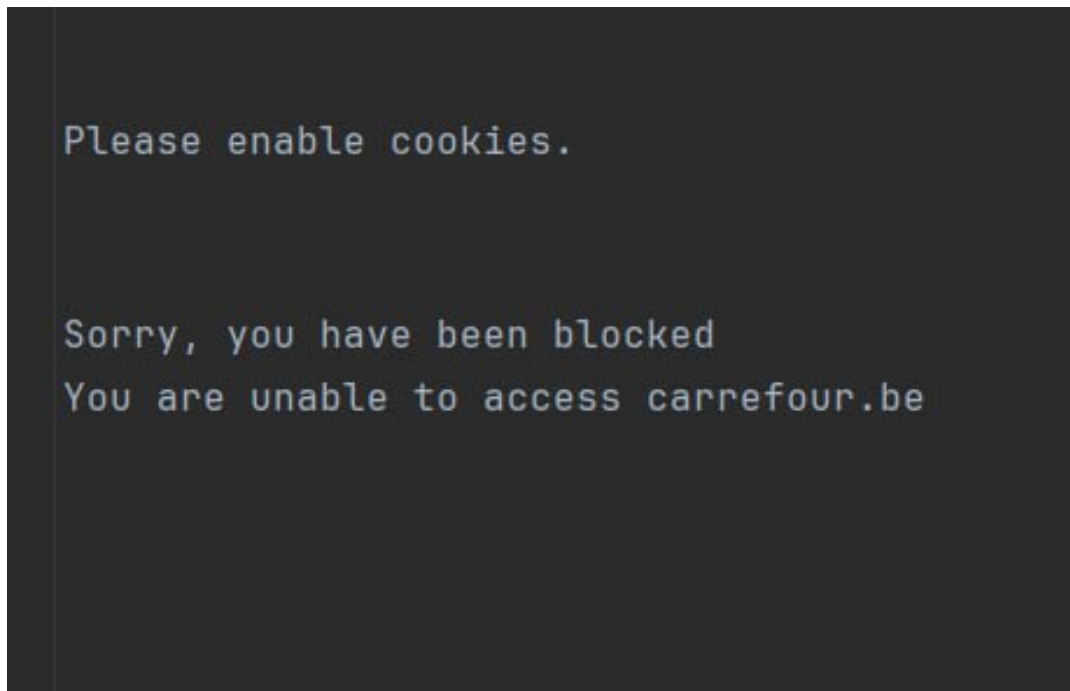 Please enable cookies.
Sorry, you have been blocked
You are unable to access carrefour.be